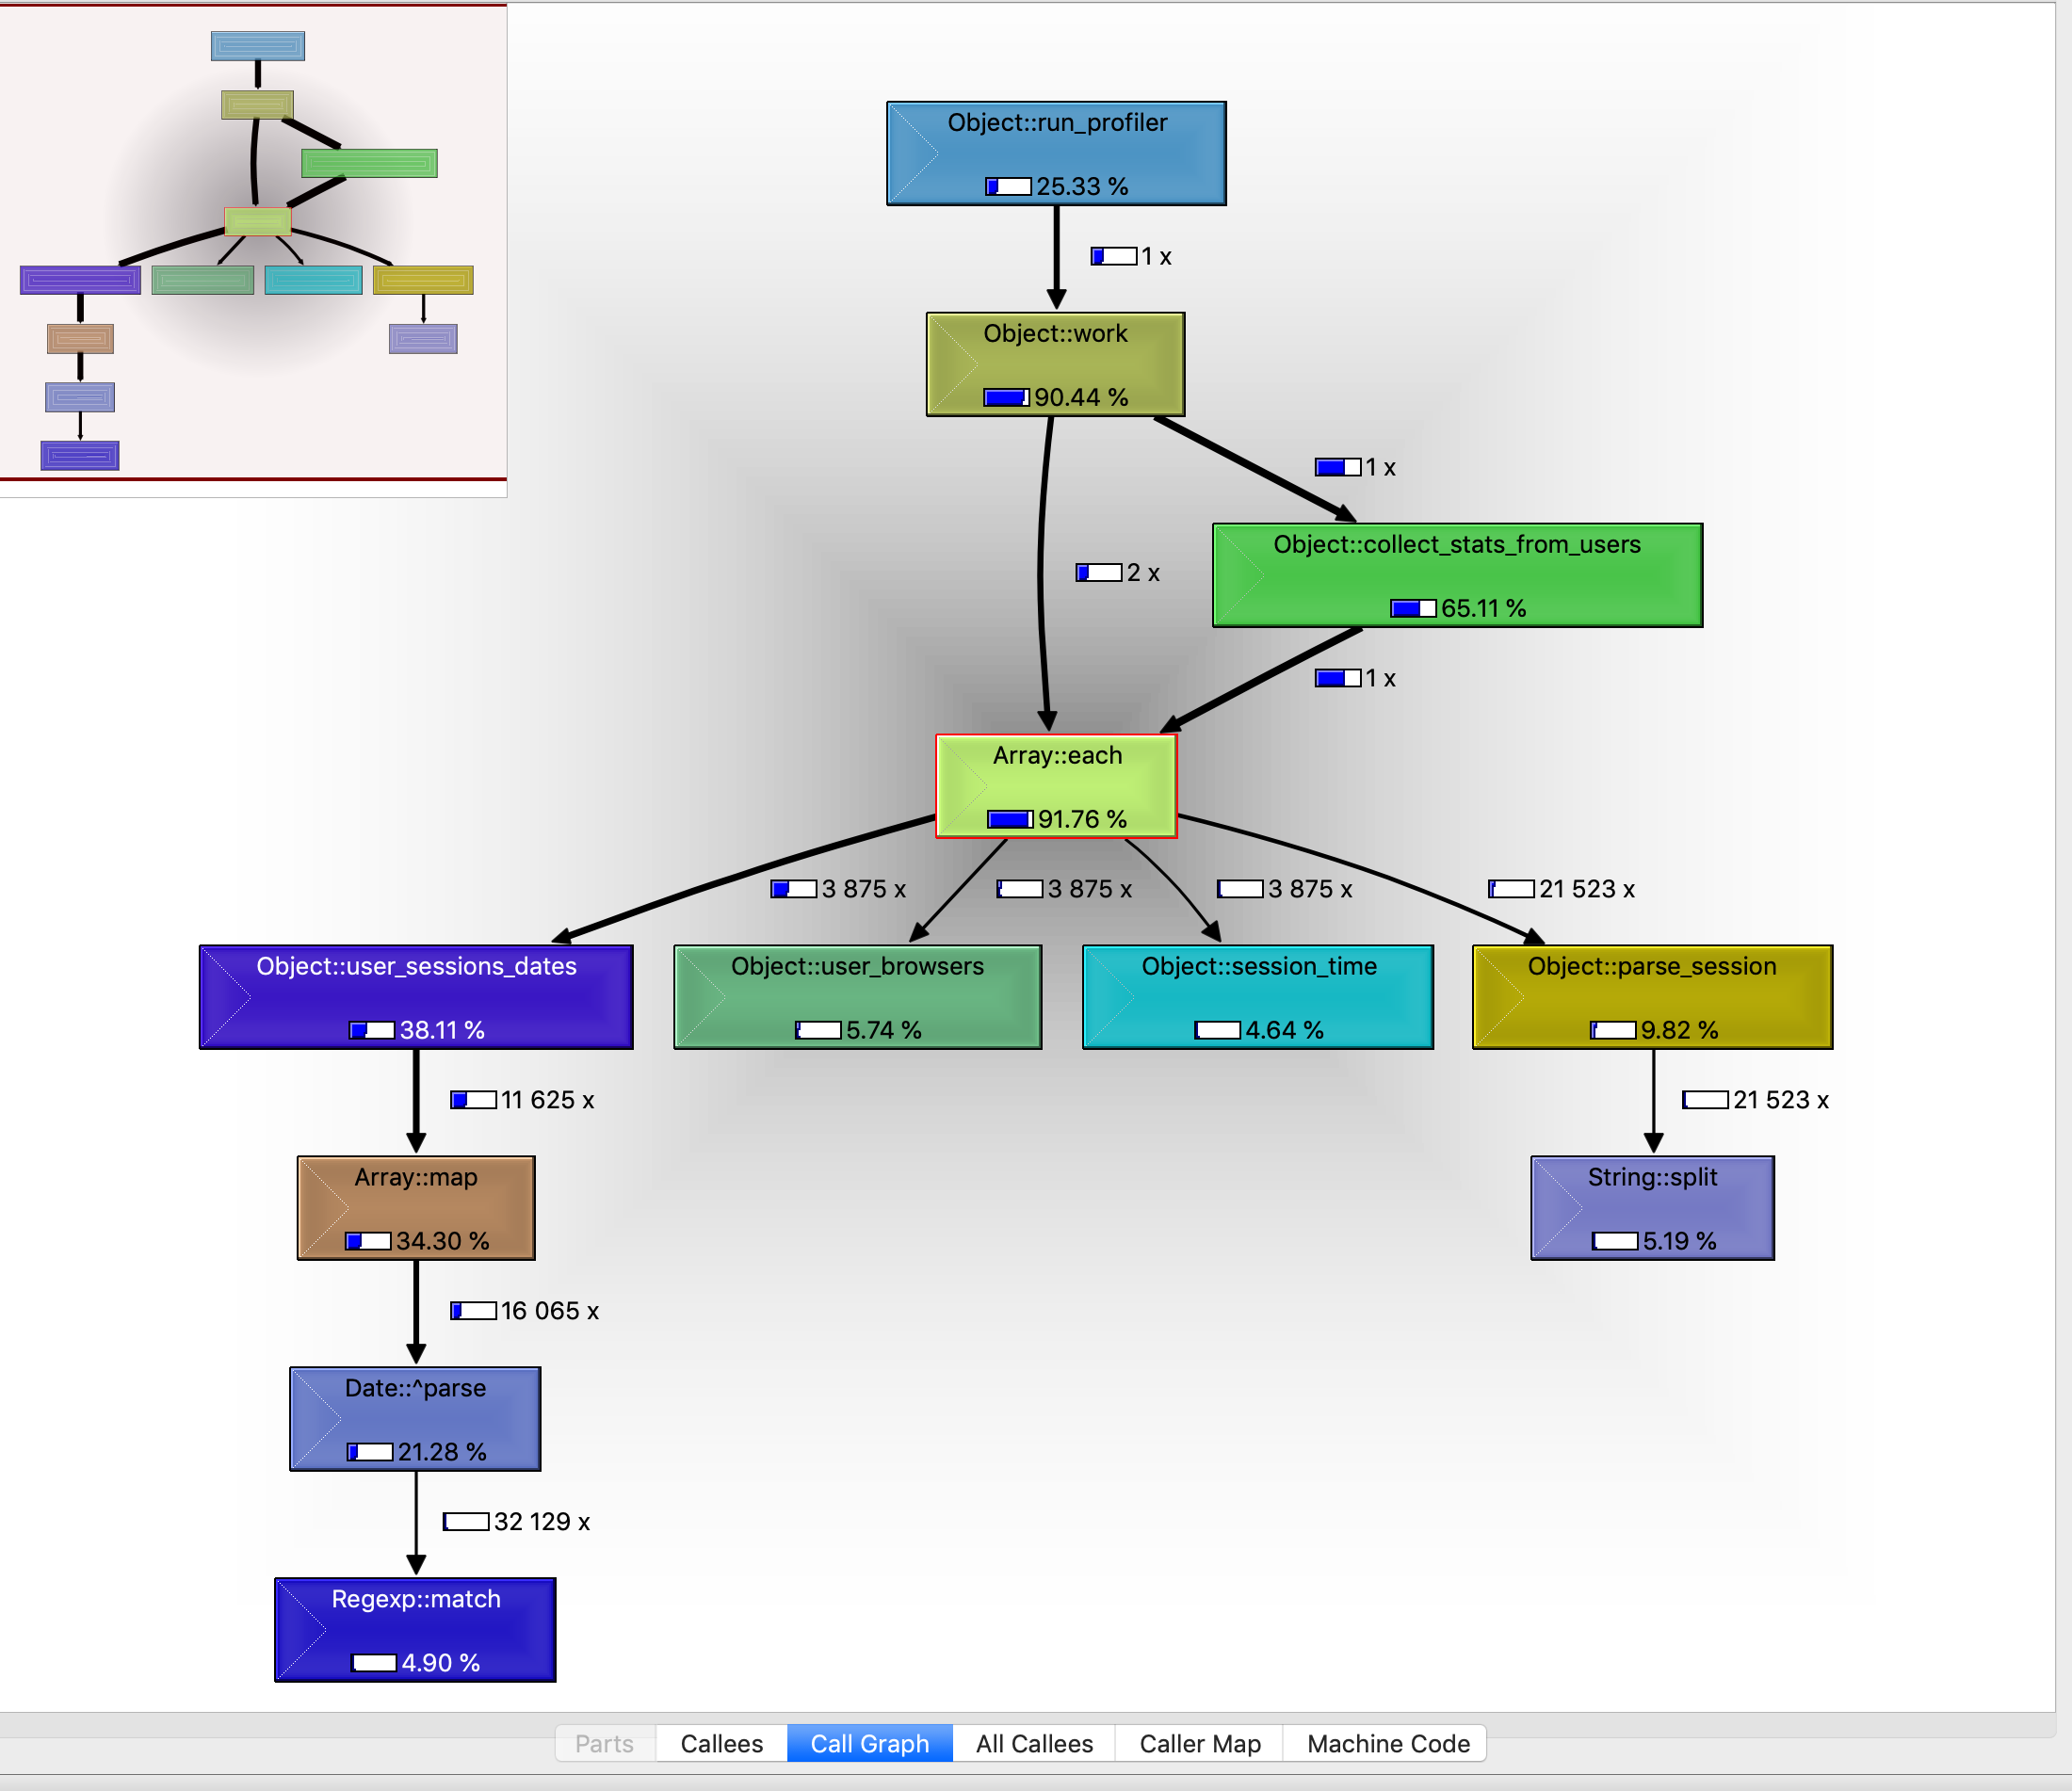 Object::run_profiler
25.33 %
1 x
Object::work
90.44 %
1 x
2 x
Object::collect_stats_from_users
65.11 %
1 x
Array::each
91.76 %
3 875 x
3 875 x
3 875 x
21 523 x
Object::user_sessions_dates
38.11 %
Object::user_browsers
5.74 %
Object::session_time
4.64 %
Object::parse_session
9.82 %
11 625 x
21 523 x
Array::map
34.30 %
String::split
5.19 %
16 065 x
Date::^parse
21.28 %
32 129 x
Regexp::match
4.90 %
Parts Callees Call Graph All Callees Caller Map Machine Code